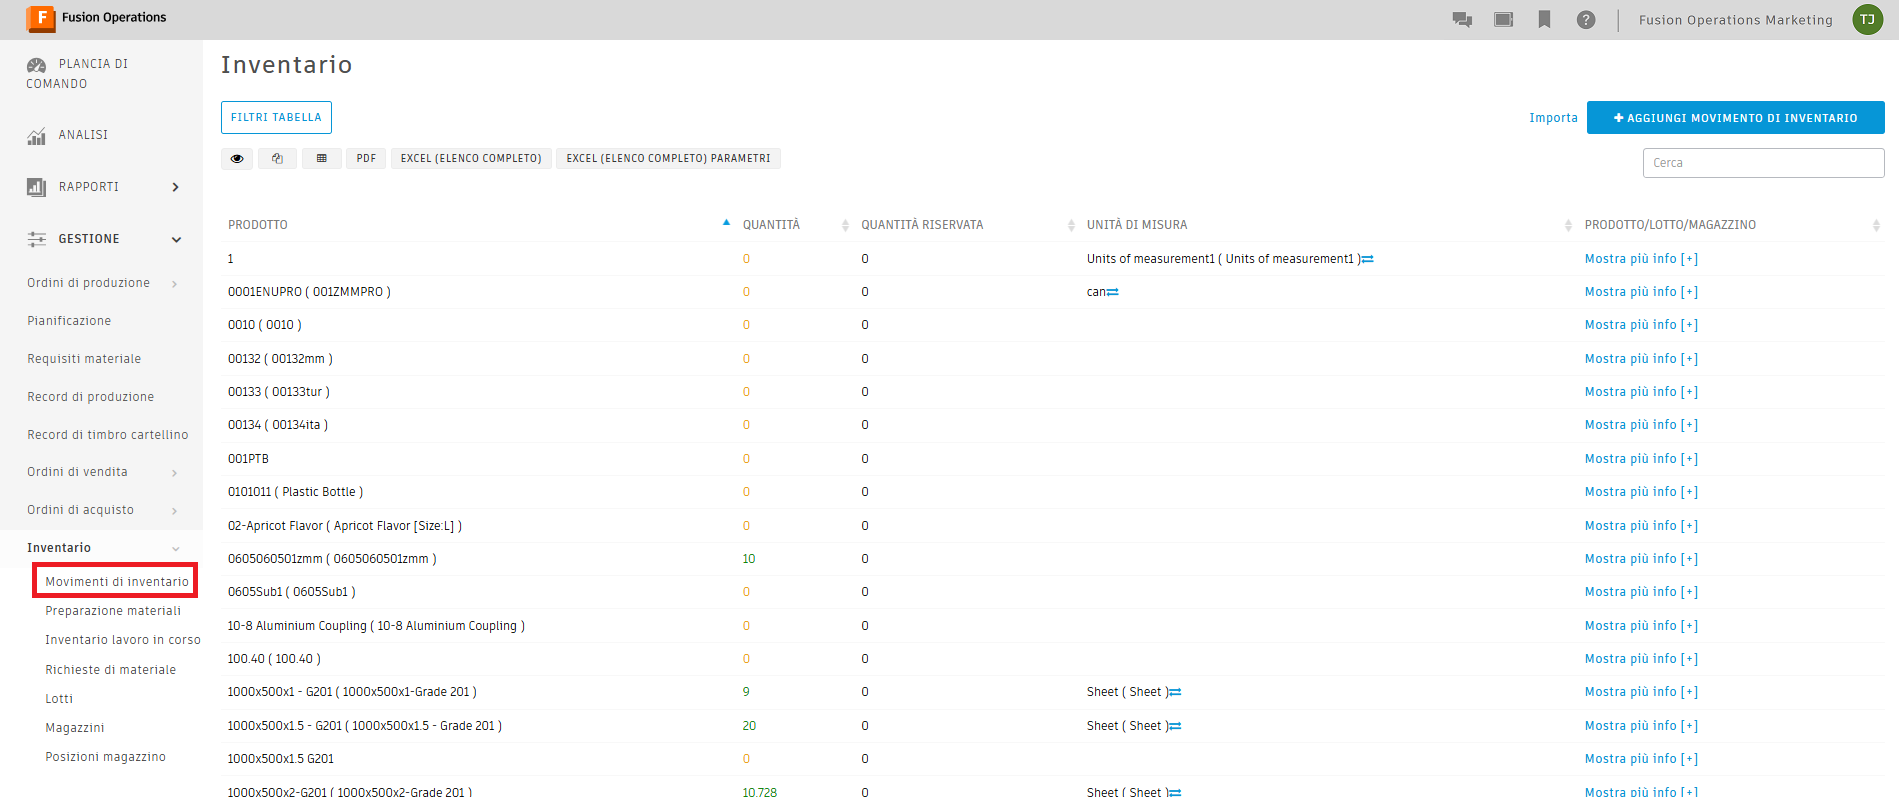 F Fusion Operations
Fusion Operations Marketing
TJ
PLANCIA DI
COMANDO
ANALISI
RAPPORTI
GESTIONE
Ordini di produzione
Pianificazione
Requisiti materiale
Record di produzione
Record di timbro cartellino
Ordini di vendita
Ordini di acquisto
Inventario
Movimenti di inventario
Preparazione materiali
Inventario lavoro in corso
Richieste di materiale
Lotti
Magazzini
Posizioni magazzino
Inventario
FILTRI TABELLA
Importa
+ AGGIUNGI MOVIMENTO DI INVENTARIO
PDF
EXCEL (ELENCO COMPLETO)
EXCEL (ELENCO COMPLETO) PARAMETRI
Cerca
PRODOTTO QUANTITÀ QUANTITÀ RISERVATA UNITÀ DI MISURA PRODOTTO/LOTTO/MAGAZZINO
1 0 0 Units of measurement1 ( Units of measurement1 ) Mostra più info [+]
0001ENUPRO ( 001ZMMPRO ) 0 0 can Mostra più info [+]
0010 ( 0010 ) 0 0 Mostra più info [+]
00132 ( 00132mm ) 0 0 Mostra più info [+]
00133 ( 00133tur ) 0 0 Mostra più info [+]
00134 ( 00134ita ) 0 0 Mostra più info [+]
001PTB 0 0 Mostra più info [+]
0101011 ( Plastic Bottle ) 0 0 Mostra più info [+]
02-Apricot Flavor ( Apricot Flavor [Size:L] ) 0 0 Mostra più info [+]
0605060501zmm ( 0605060501zmm ) 10 0 Mostra più info [+]
0605Sub1 ( 0605Sub1 ) 0 0 Mostra più info [+]
10-8 Aluminium Coupling ( 10-8 Aluminium Coupling ) 0 0 Mostra più info [+]
100.40 ( 100.40 ) 0 0 Mostra più info [+]
1000x500x1 - G201 ( 1000x500x1-Grade 201 ) 9 0 Sheet ( Sheet ) Mostra più info [+]
1000x500x1.5 - G201 ( 1000x500x1.5 - Grade 201 ) 20 0 Sheet ( Sheet ) Mostra più info [+]
1000x500x1.5 G201 0 0 Mostra più info [+]
1000x500x2-G201 ( 1000x500x2-Grade 201 ) 10.728 0 Sheet ( Sheet ) Mostra più info [+]